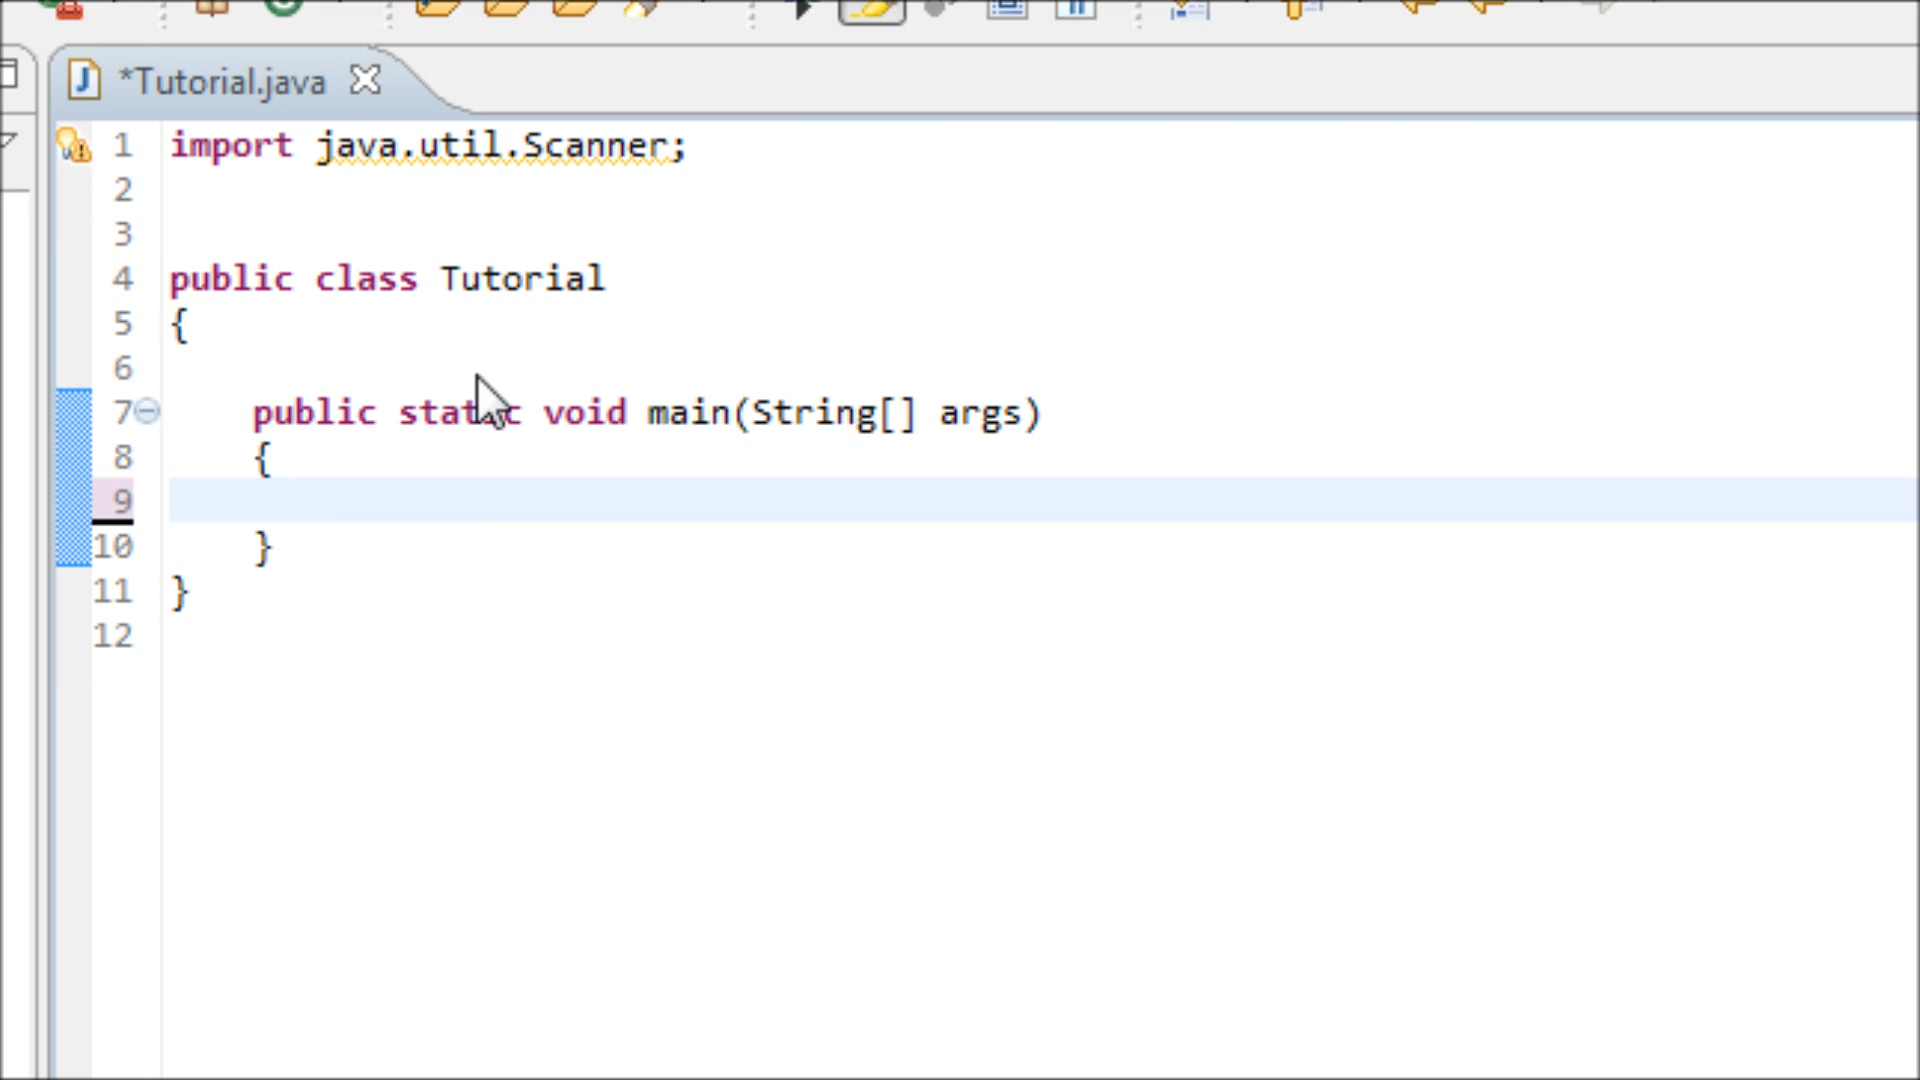 *Tutorial.java
1 import java.util.Scanner;
2
3
4 public class Tutorial
5 {
6
7 public static void main(String[] args)
8 {
9
10 }
11 }
12